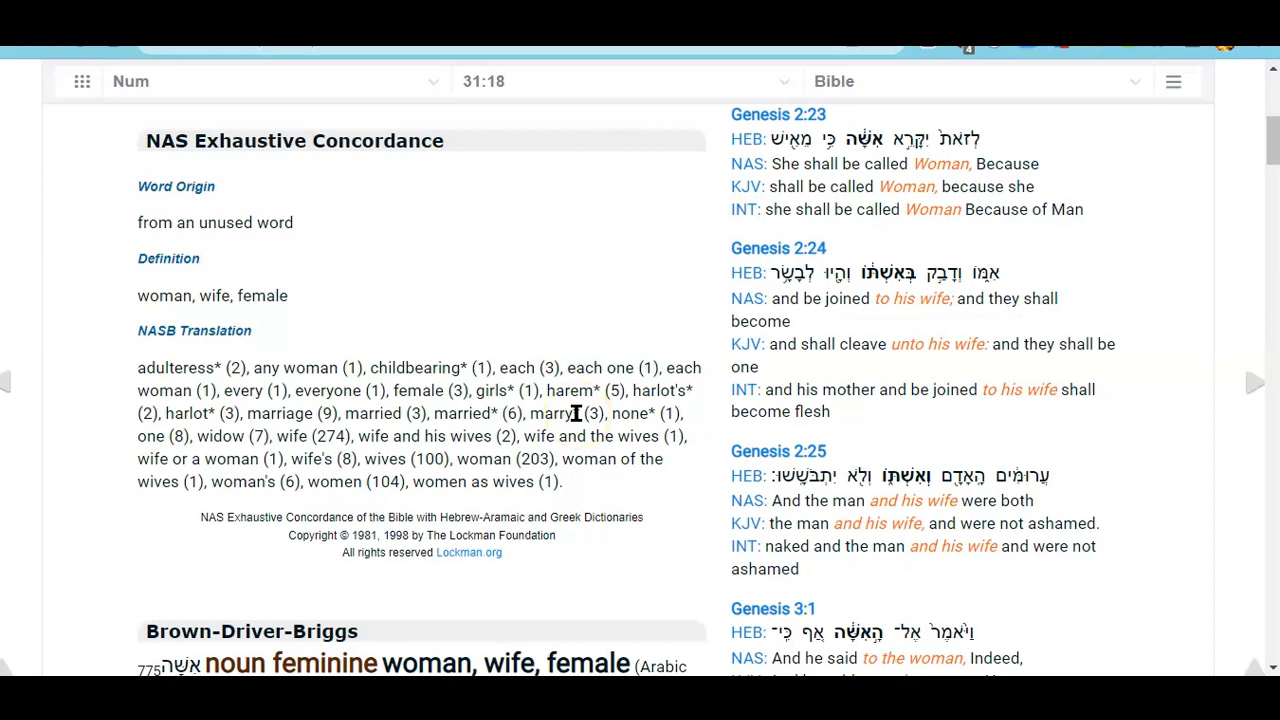 Num
31:18
Bible
NAS Exhaustive Concordance
Word Origin
from an unused word
Definition
woman, wife, female
NASB Translation
adulteress* (2), any woman (1), childbearing* (1), each (3), each one (1), each
woman (1), every (1), everyone (1), female (3), girls* (1), harem* (5), harlot's*
(2), harlot* (3), marriage (9), married (3), married* (6), marry* (3), none* (1),
one (8), widow (7), wife (274), wife and his wives (2), wife and the wives (1),
wife or a woman (1), wife's (8), wives (100), woman (203), woman of the
wives (1), woman's (6), women (104), women as wives (1).
NAS Exhaustive Concordance of the Bible with Hebrew-Aramaic and Greek Dictionaries
Copyright © 1981, 1998 by The Lockman Foundation
All rights reserved Lockman.org
Brown-Driver-Briggs
775 אִשָּׁה noun feminine woman, wife, female (Arabic
Genesis 2:23
HEB: לְזֹאת֙ יִקָּרֵ֣א אִשָּׁ֔ה כִּ֥י מֵאִ֖ישׁ
NAS: She shall be called Woman, Because
KJV: shall be called Woman, because she
INT: she shall be called Woman Because of Man
Genesis 2:24
HEB: אִמּ֑וֹ וְדָבַ֣ק בְּאִשְׁתּ֔וֹ וְהָי֖וּ לְבָשָׂ֥ר
NAS: and be joined to his wife; and they shall
become
KJV: and shall cleave unto his wife: and they shall be
one
INT: and his mother and be joined to his wife shall
become flesh
Genesis 2:25
HEB: עֲרוּמִּ֔ים הָֽאָדָ֖ם וְאִשְׁתּ֑וֹ וְלֹ֖א יִתְבֹּשָֽׁשׁוּ׃
NAS: And the man and his wife were both
KJV: the man and his wife, and were not ashamed.
INT: naked and the man and his wife and were not
ashamed
Genesis 3:1
HEB: וַיֹּ֙אמֶר֙ אֶל־ הָ֣אִשָּׁ֔ה אַ֚ף כִּֽי־
NAS: And he said to the woman, Indeed,